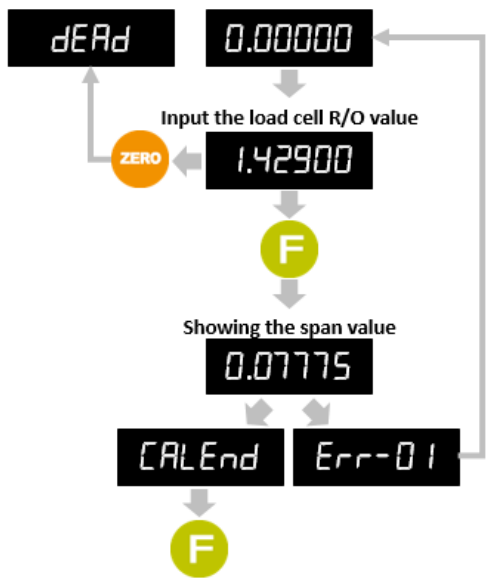 dEAd
0.00000
Input the load cell R/O value
ZERO
1.42900
F
Showing the span value
0.07775
CALEnd
Err-01
F